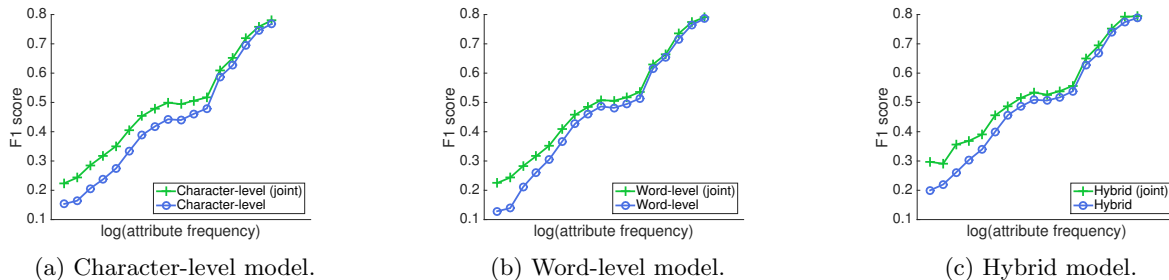 0.8
0.7
0.6
0.5
0.4
0.3
0.2
0.1
F1 score
Character-level (joint)
Character-level
log(attribute frequency)
(a) Character-level model.
0.8
0.7
0.6
0.5
0.4
0.3
0.2
0.1
F1 score
Word-level (joint)
Word-level
log(attribute frequency)
(b) Word-level model.
0.8
0.7
0.6
0.5
0.4
0.3
0.2
0.1
F1 score
Hybrid (joint)
Hybrid
log(attribute frequency)
(c) Hybrid model.